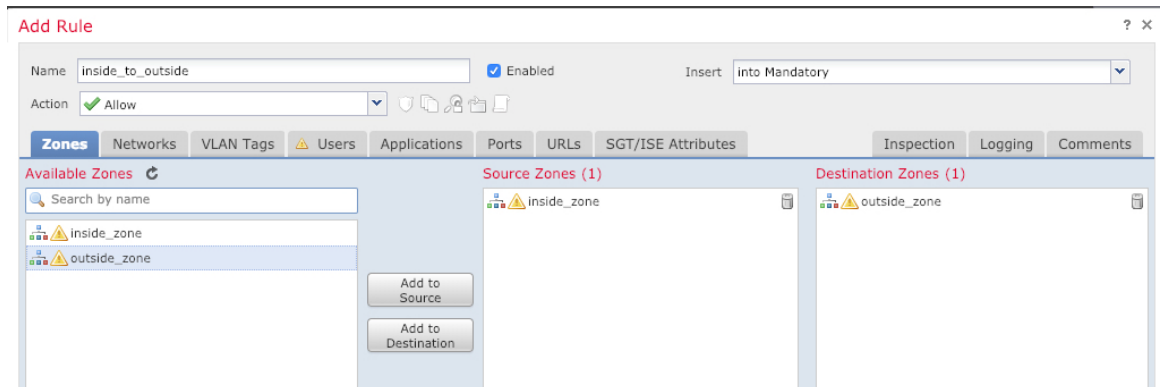 Add Rule
? ×
Name inside_to_outside Enabled Insert into Mandatory
Action Allow
Zones Networks VLAN Tags Users Applications Ports URLs SGT/ISE Attributes Inspection Logging Comments
Available Zones Source Zones (1) Destination Zones (1)
Search by name
inside_zone outside_zone
inside_zone
outside_zone
Add to
Source
Add to
Destination